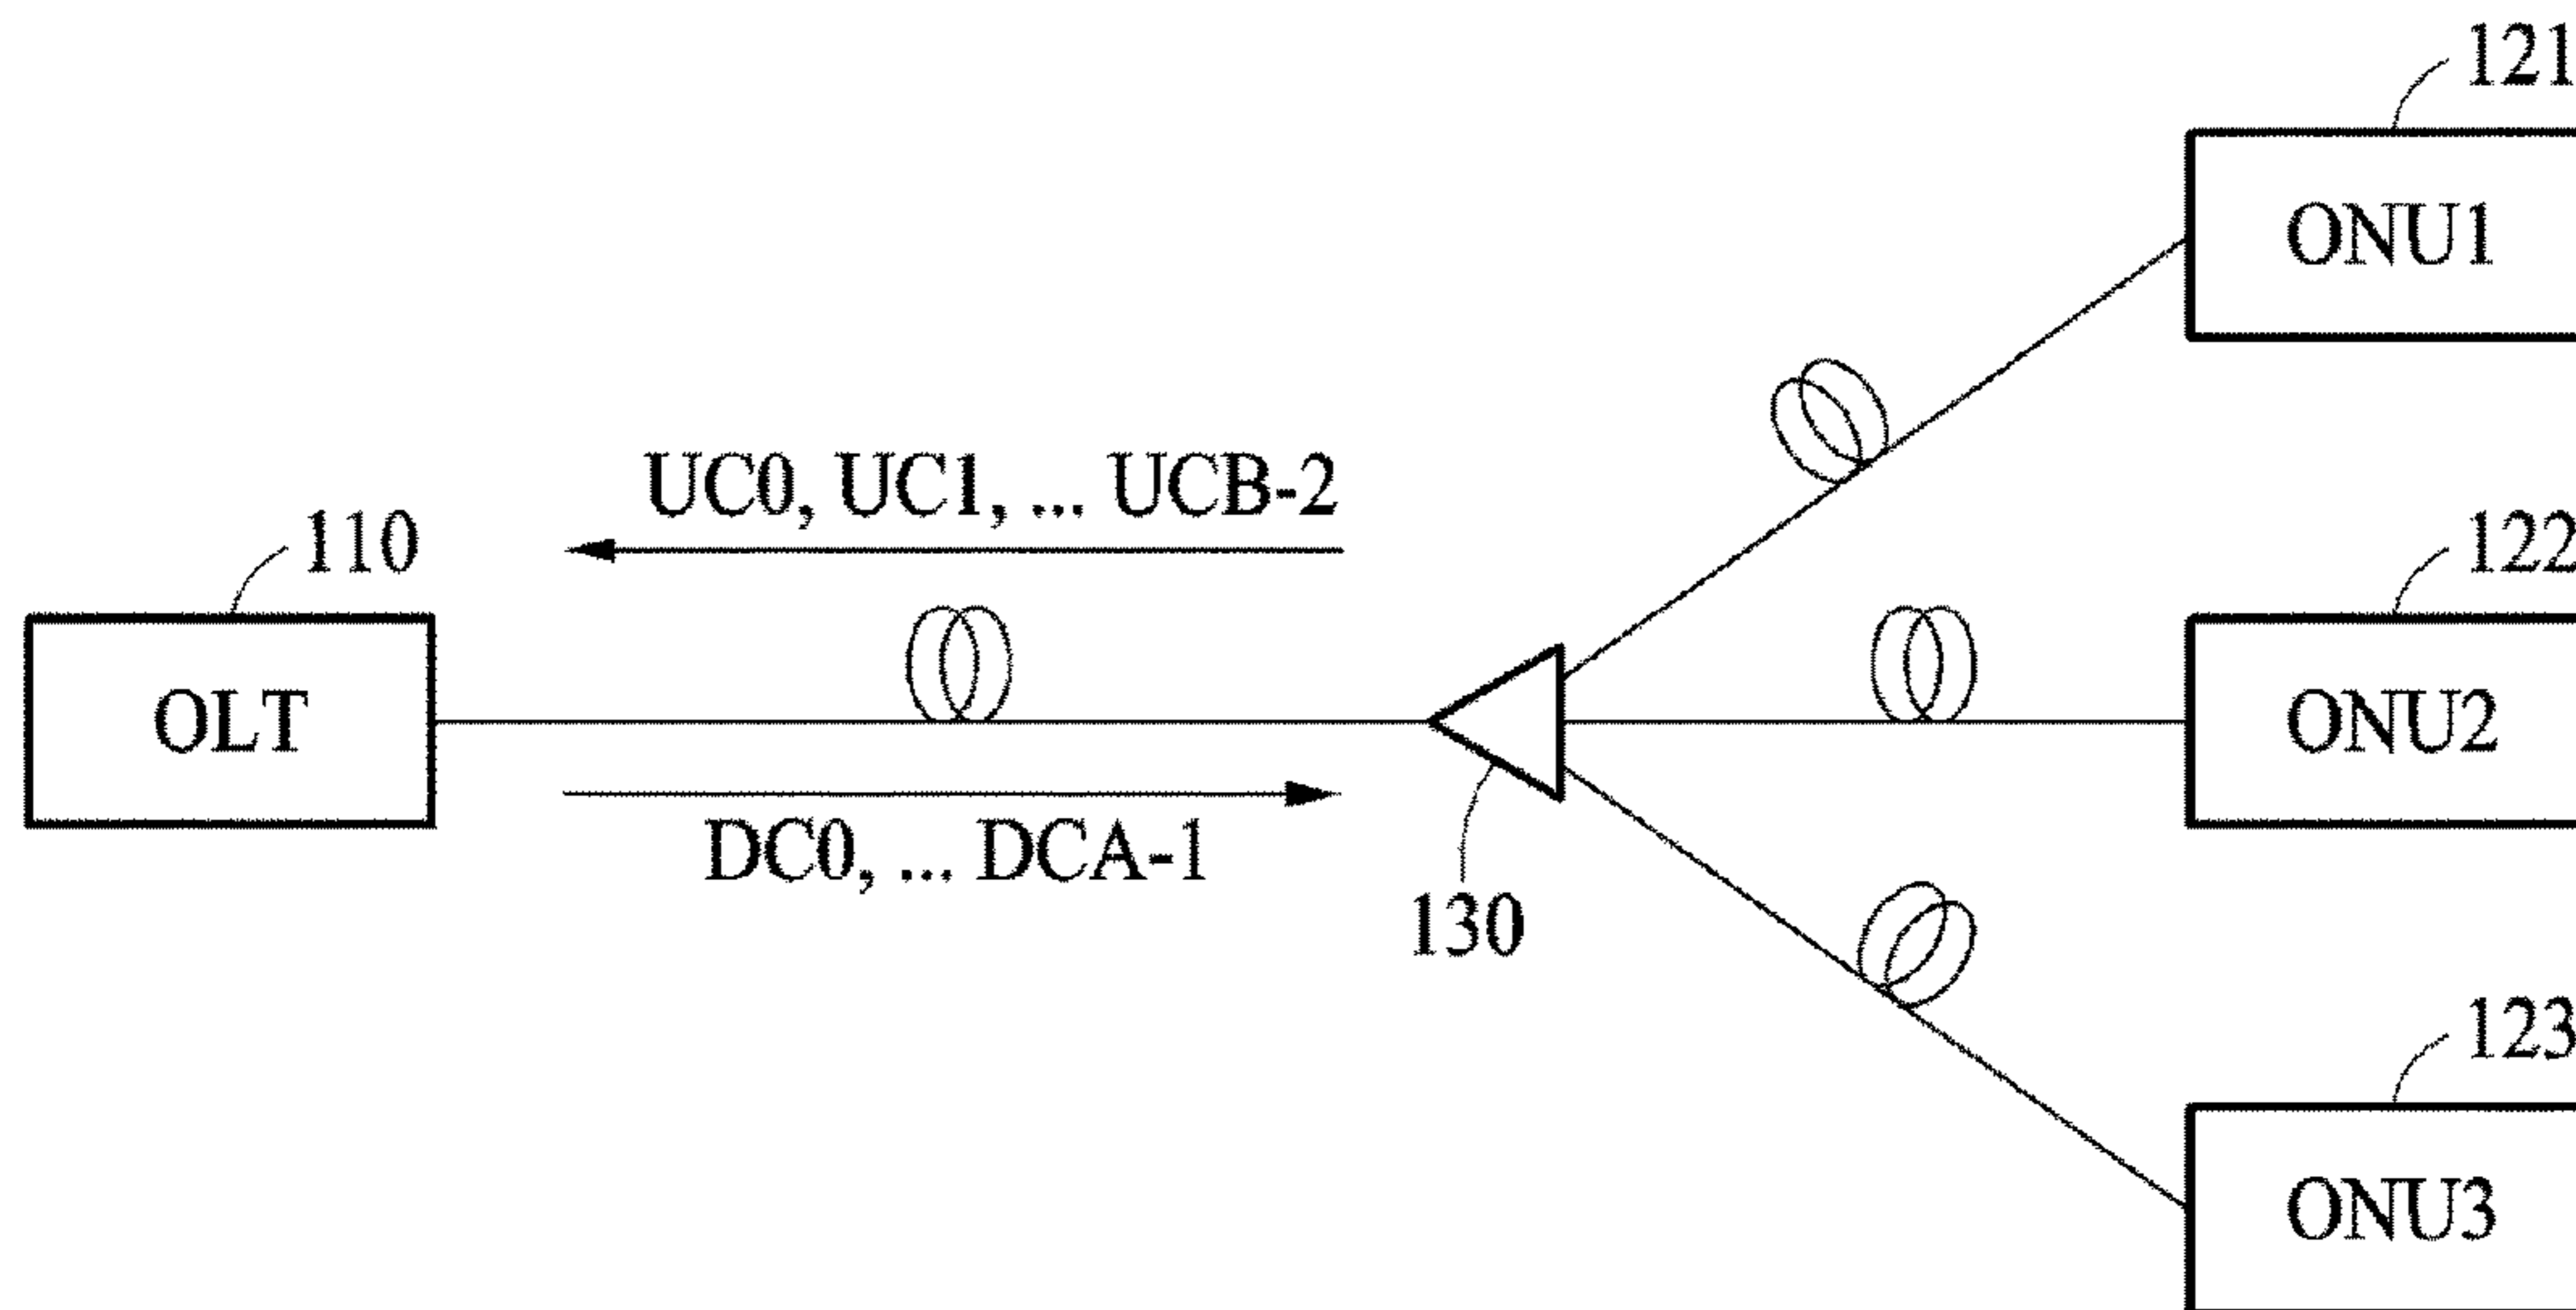 121
ONU1
UC0, UC1, ... UCB-2
110
122
OLT
ONU2
DC0, ... DCA-1
130
123
ONU3